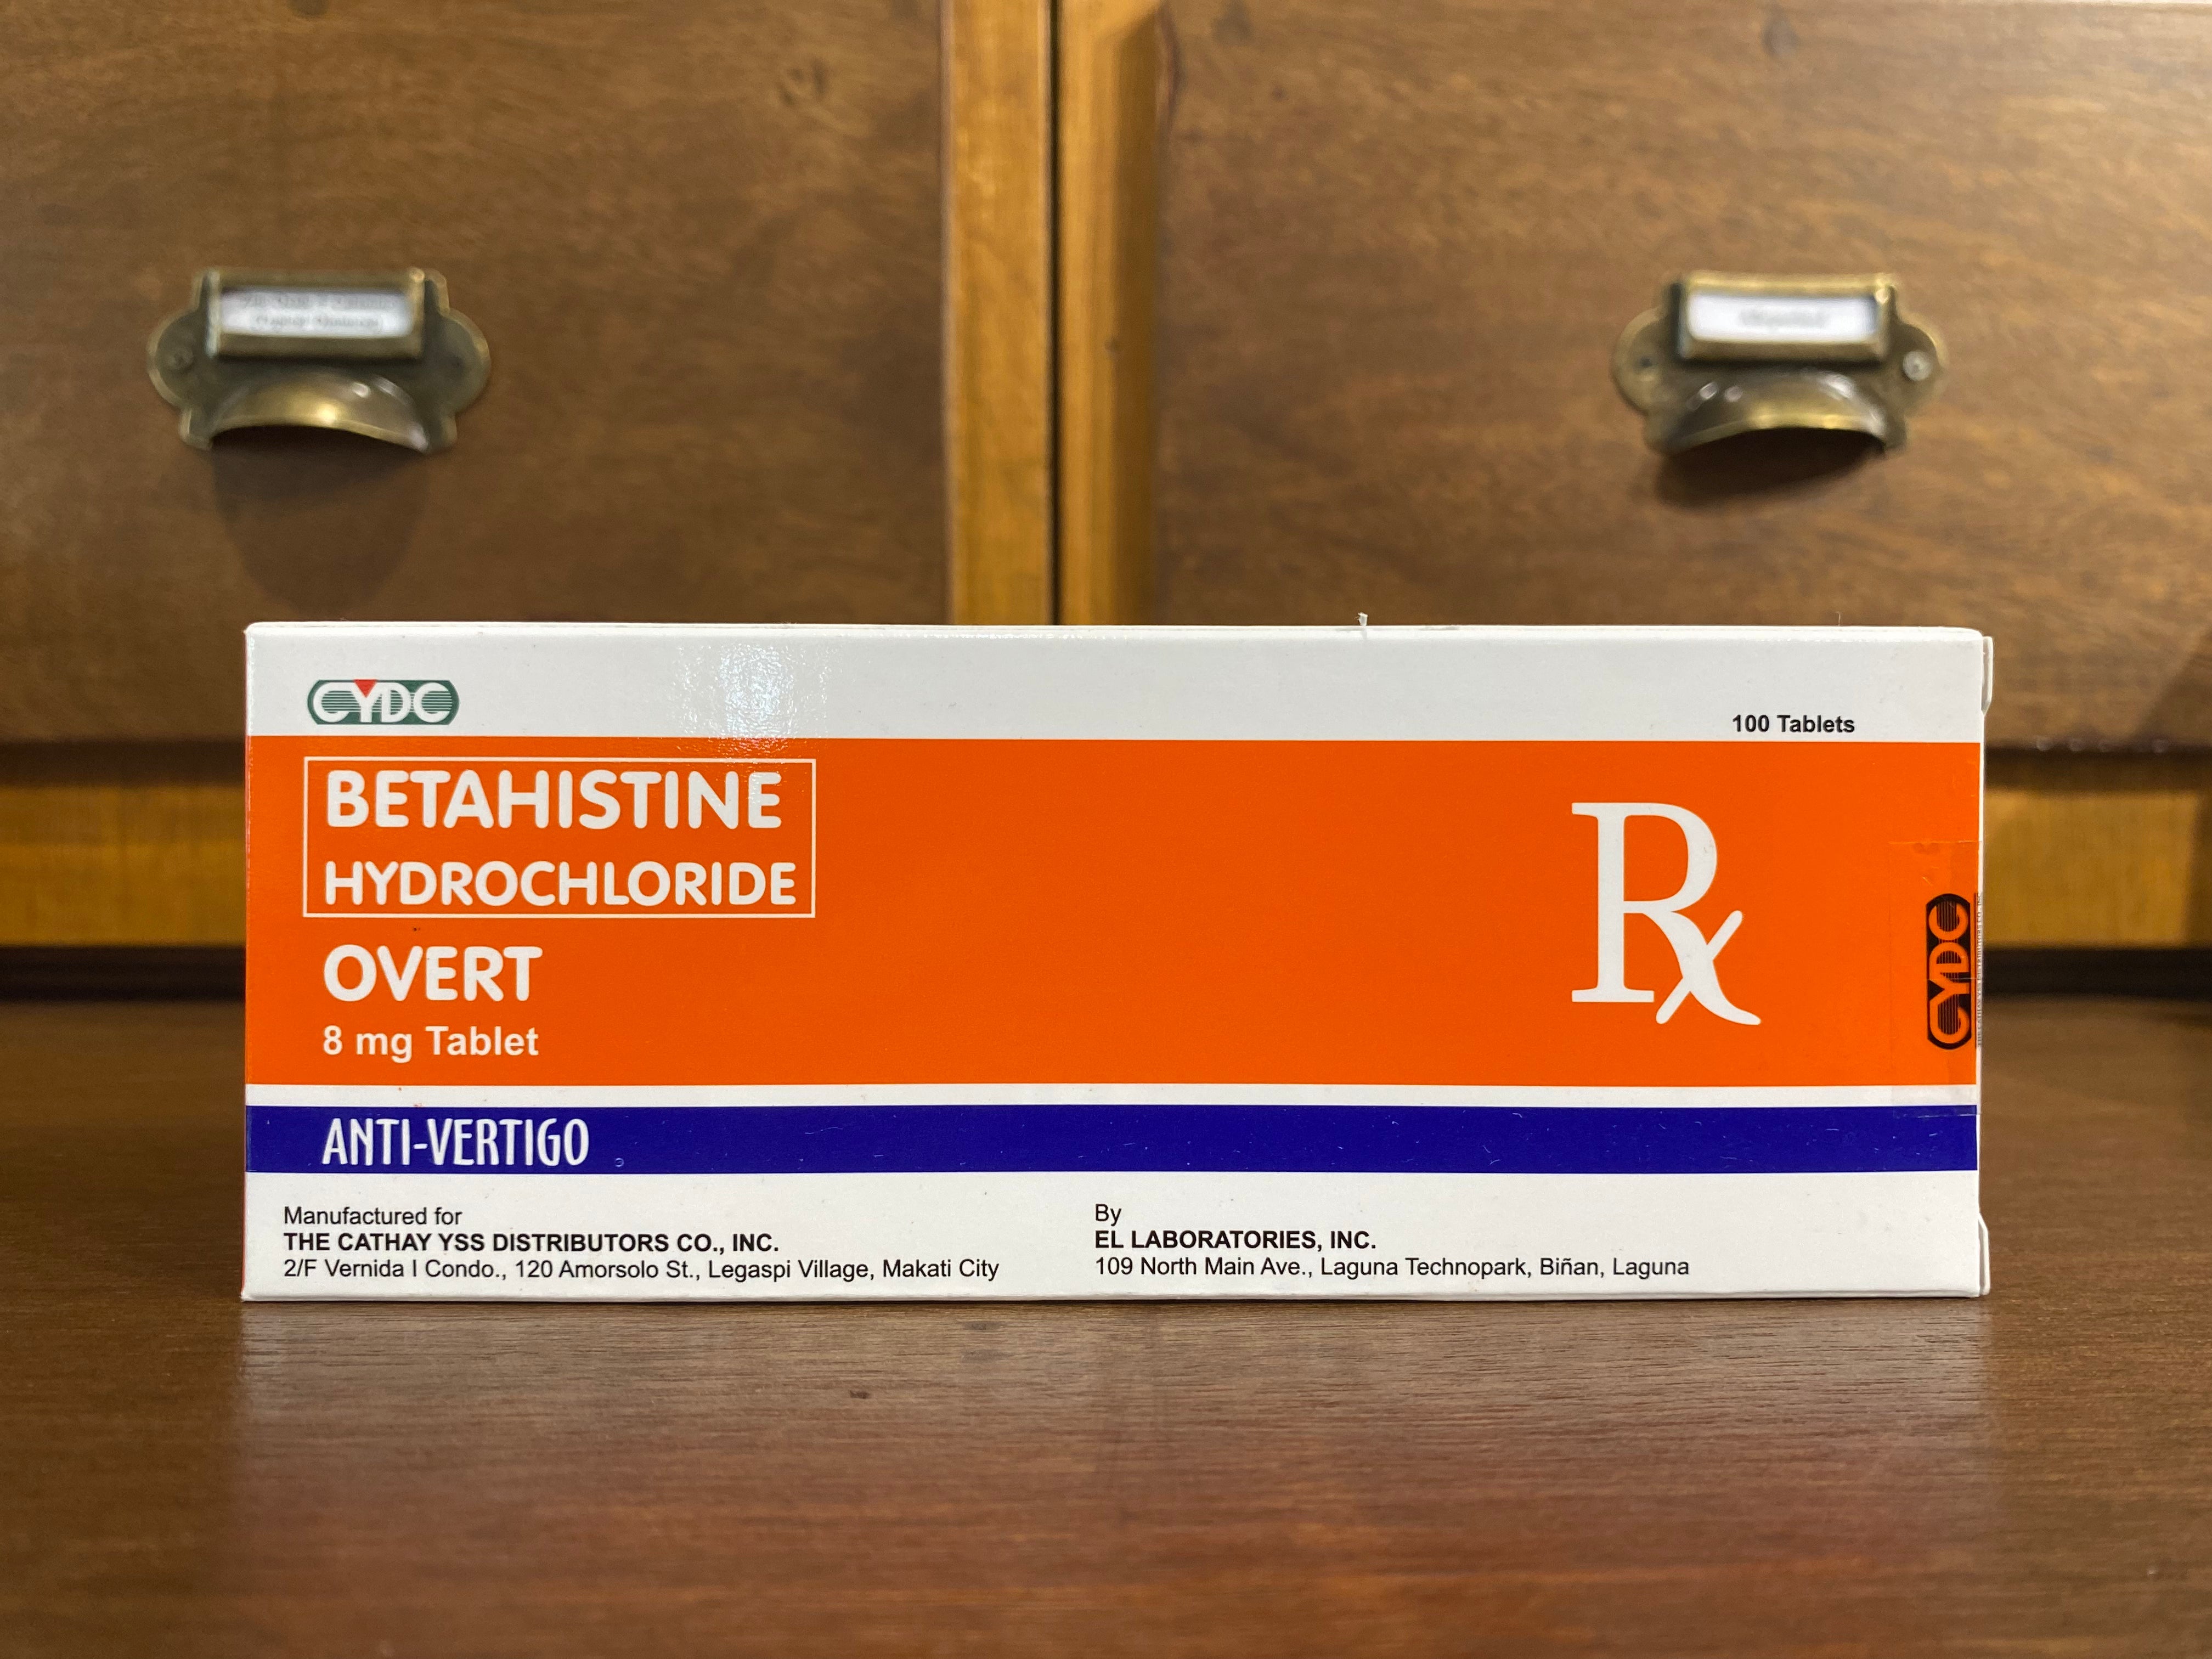 CYDC
100 Tablets
BETAHISTINE
HYDROCHLORIDE
OVERT
8 mg Tablet
Rx
CYDC
ANTI-VERTIGO
Manufactured for
THE CATHAY YSS DISTRIBUTORS CO., INC.
2/F Vernida I Condo., 120 Amorsolo St., Legaspi Village, Makati City
By
EL LABORATORIES, INC.
109 North Main Ave., Laguna Technopark, Biñan, Laguna